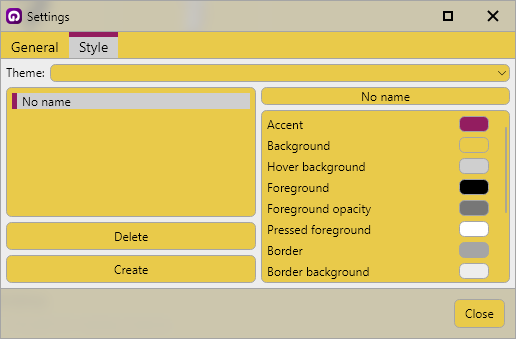 Settings
General Style
Theme:
No name
No name
Accent
Background
Hover background
Foreground
Foreground opacity
Pressed foreground
Border
Border background
Delete
Create
Close